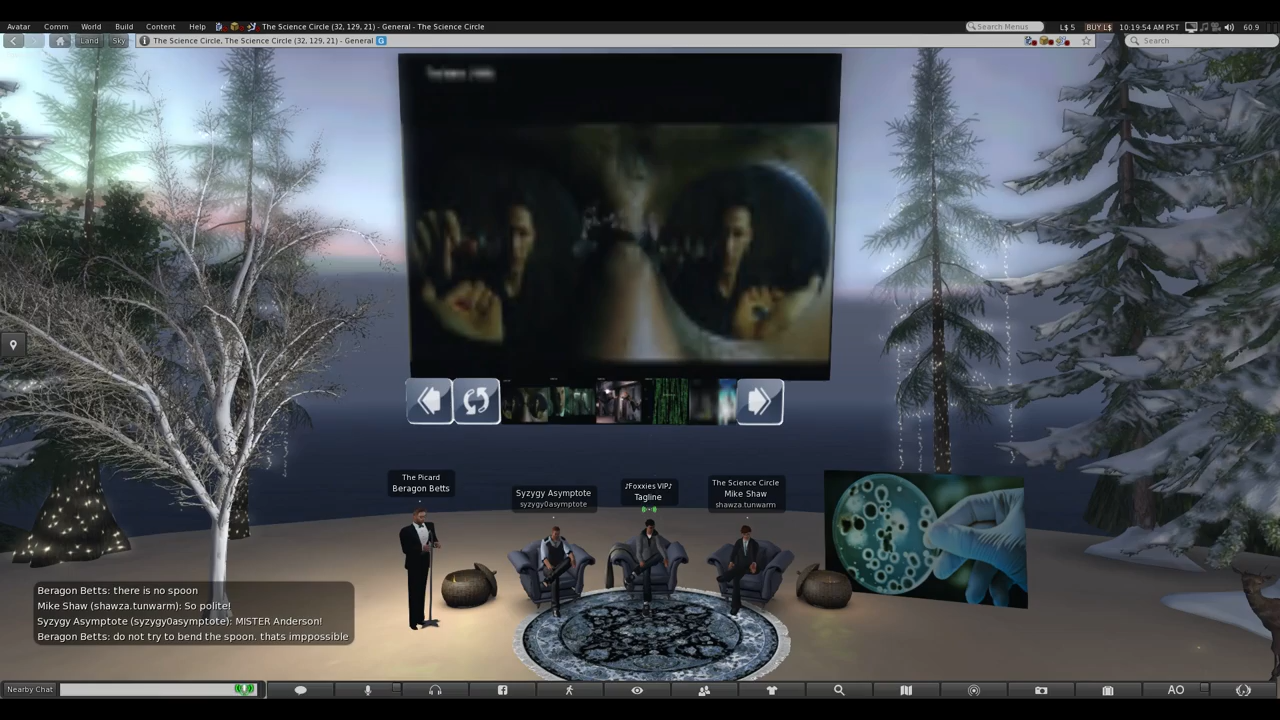 Avatar Comm World Build Content Help The Science Circle (32, 129, 21) - General - The Science Circle Search Menus L$ 5 BUY L$ 10:19:54 AM PST 60.9
Land Sky The Science Circle, The Science Circle (32, 129, 21) - General G Search
The Picard
Beragon Betts
Syzygy Asymptote
syzygy0asymptote
♪Foxxies VIP♪
Tagline
The Science Circle
Mike Shaw
shawza.tunwarm
Beragon Betts: there is no spoon
Mike Shaw (shawza.tunwarm): So polite!
Syzygy Asymptote (syzygy0asymptote): MISTER Anderson!
Beragon Betts: do not try to bend the spoon. thats imppossible
Nearby Chat AO